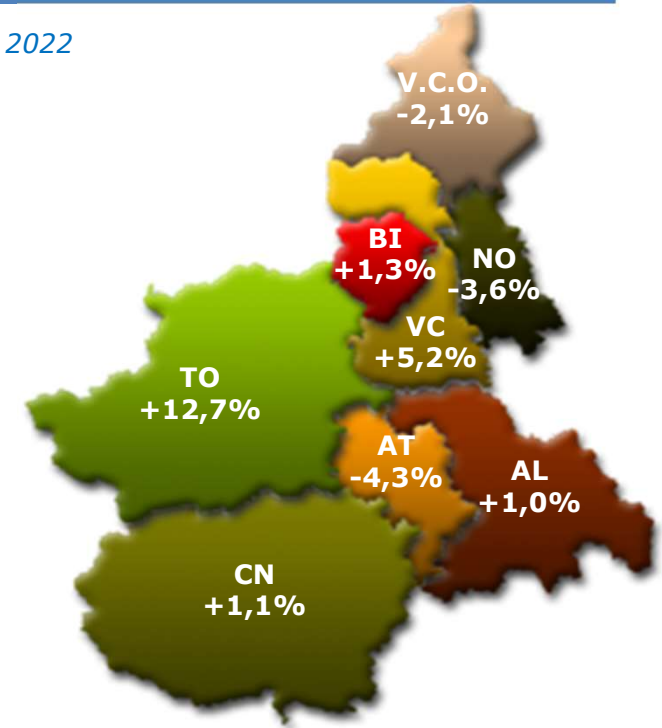 2022
V.C.O.
-2,1%
BI
+1,3%
NO
-3,6%
VC
+5,2%
TO
+12,7%
AT
-4,3%
AL
+1,0%
CN
+1,1%